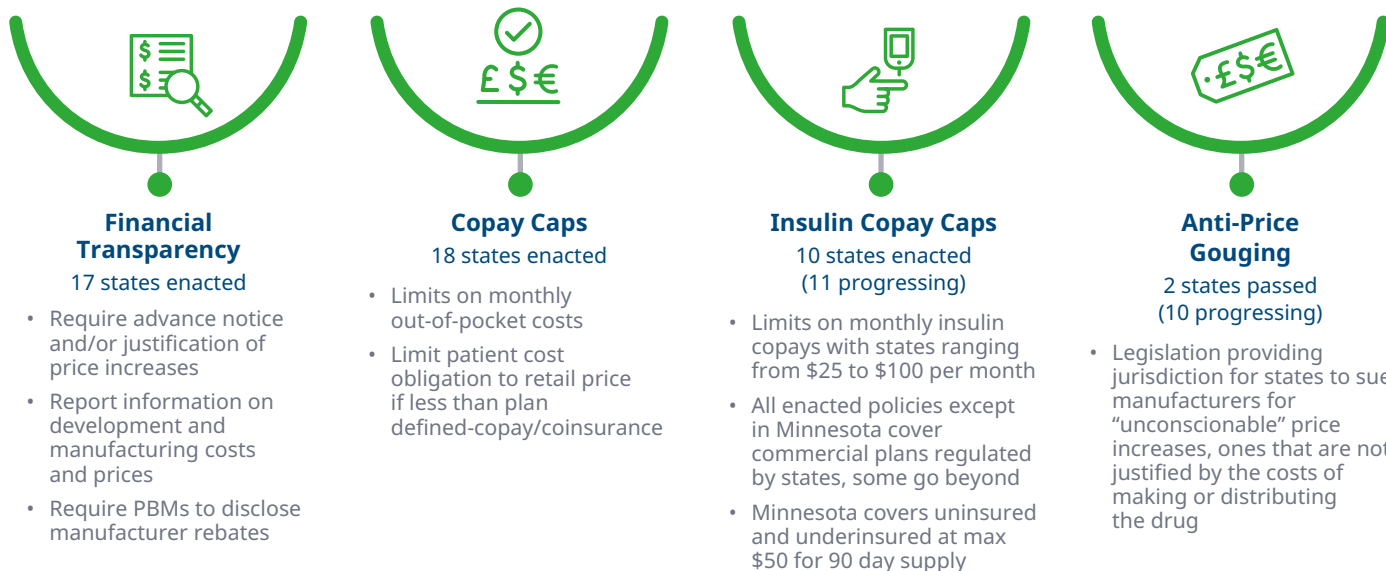 $
$
£$€
£$€
Financial
Transparency
17 states enacted
• Require advance notice
and/or justification of
price increases
• Report information on
development and
manufacturing costs
and prices
• Require PBMs to disclose
manufacturer rebates
Copay Caps
18 states enacted
• Limits on monthly
out-of-pocket costs
• Limit patient cost
obligation to retail price
if less than plan
defined-copay/coinsurance
Insulin Copay Caps
10 states enacted
(11 progressing)
• Limits on monthly insulin
copays with states ranging
from $25 to $100 per month
• All enacted policies except
in Minnesota cover
commercial plans regulated
by states, some go beyond
• Minnesota covers uninsured
and underinsured at max
$50 for 90 day supply
Anti-Price
Gouging
2 states passed
(10 progressing)
• Legislation providing
jurisdiction for states to sue
manufacturers for
“unconscionable” price
increases, ones that are not
justified by the costs of
making or distributing
the drug